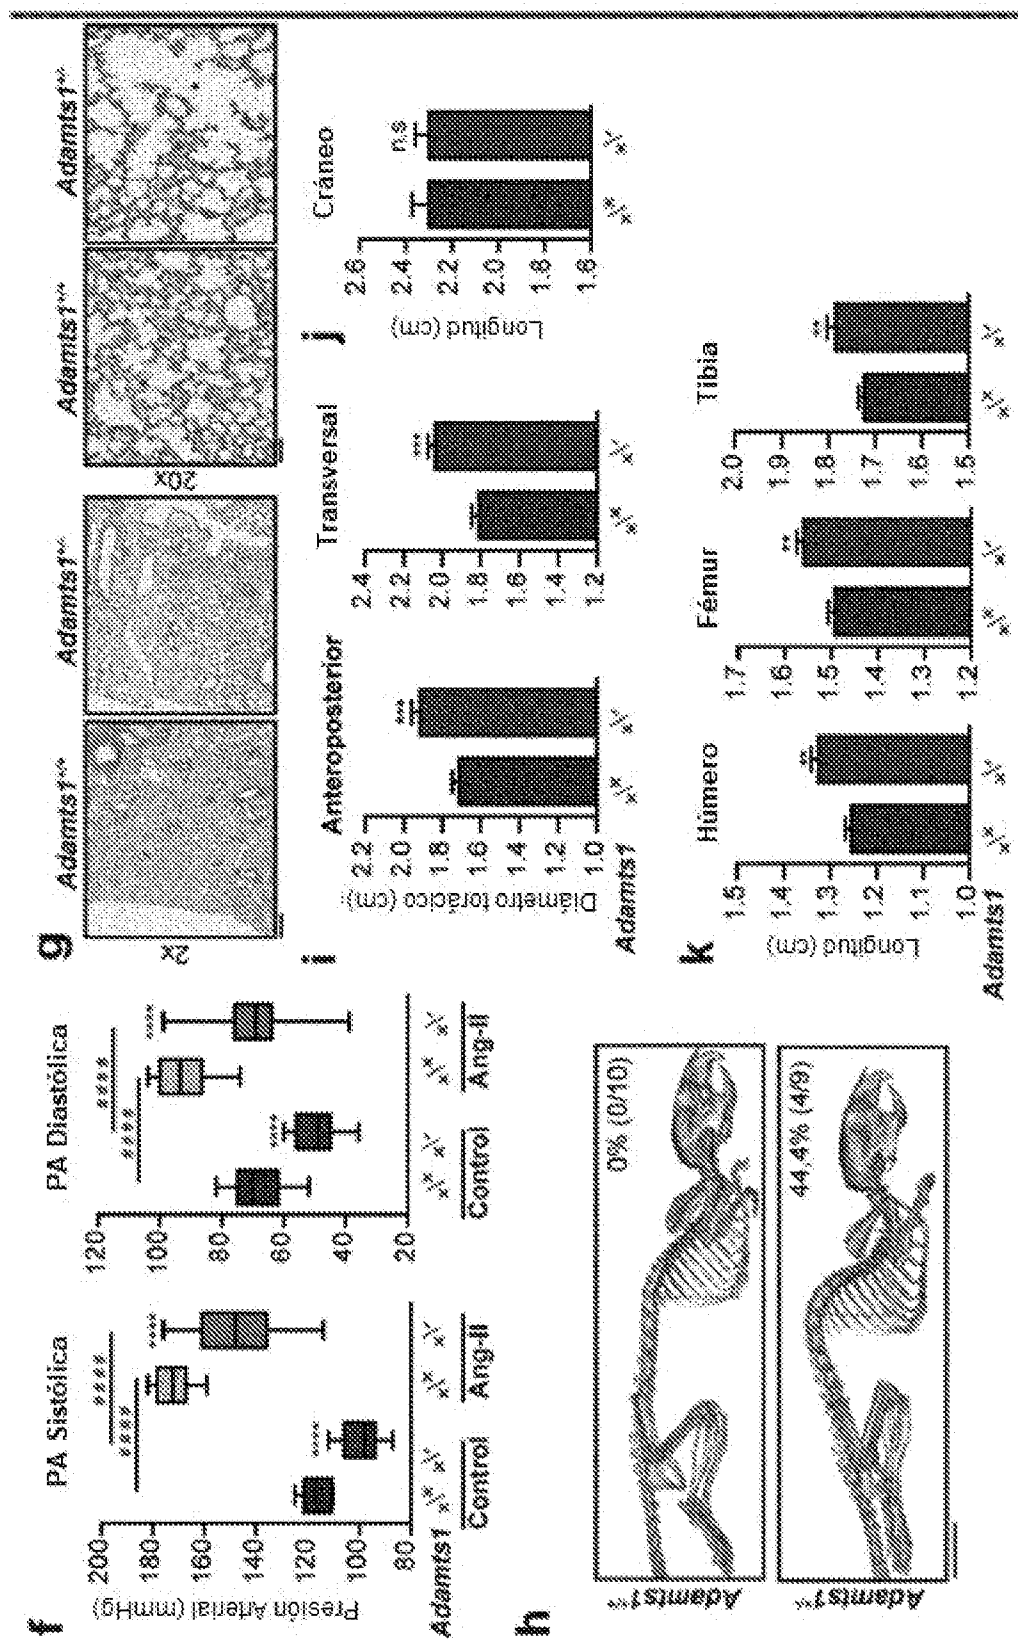 f
PA Sistólica
PA Diastólica
Presión Arterial (mmHg)
200
180
160
140
120
100
80
120
100
80
60
40
20
****
****
****
****
****
****
****
****
Adamts1
+/+ +/- +/+ +/- +/+ +/- +/+ +/-
Control
Ang-II
Control
Ang-II
g
Adamts1+/+
Adamts1+/-
Adamts1+/+
Adamts1+/-
2x
20x
h
Adamts1+/+
0% (0/10)
Adamts1+/-
44,4% (4/9)
i
Anteroposterior
Transversal
Diámetro torácico (cm)
2.2
2.0
1.8
1.6
1.4
1.2
1.0
2.4
2.2
2.0
1.8
1.6
1.4
1.2
***
***
Adamts1
+/+ +/- +/+ +/-
j
Cráneo
Longitud (cm)
2.6
2.4
2.2
2.0
1.8
1.6
n.s
+/+ +/-
k
Húmero
Fémur
Tibia
Longitud (cm)
1.5
1.4
1.3
1.2
1.1
1.0
1.7
1.6
1.5
1.4
1.3
1.2
2.0
1.9
1.8
1.7
1.6
1.5
**
**
**
Adamts1
+/+ +/- +/+ +/- +/+ +/-